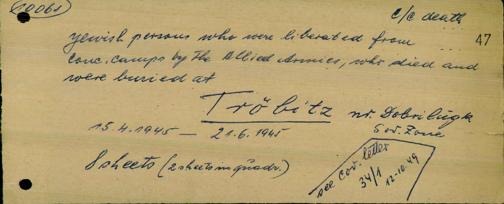 10061
C/C death
47
Jewish persons who were liberated from
Conc. camps by the Allied Armies, who died and
were buried at
Tröbitz nr. Dobrilugk
Sov. Zone
15.4.1945 — 21.6.1945
8 sheets (2 sheets in quadr.)
see cov. letter
34/1 12.10.49